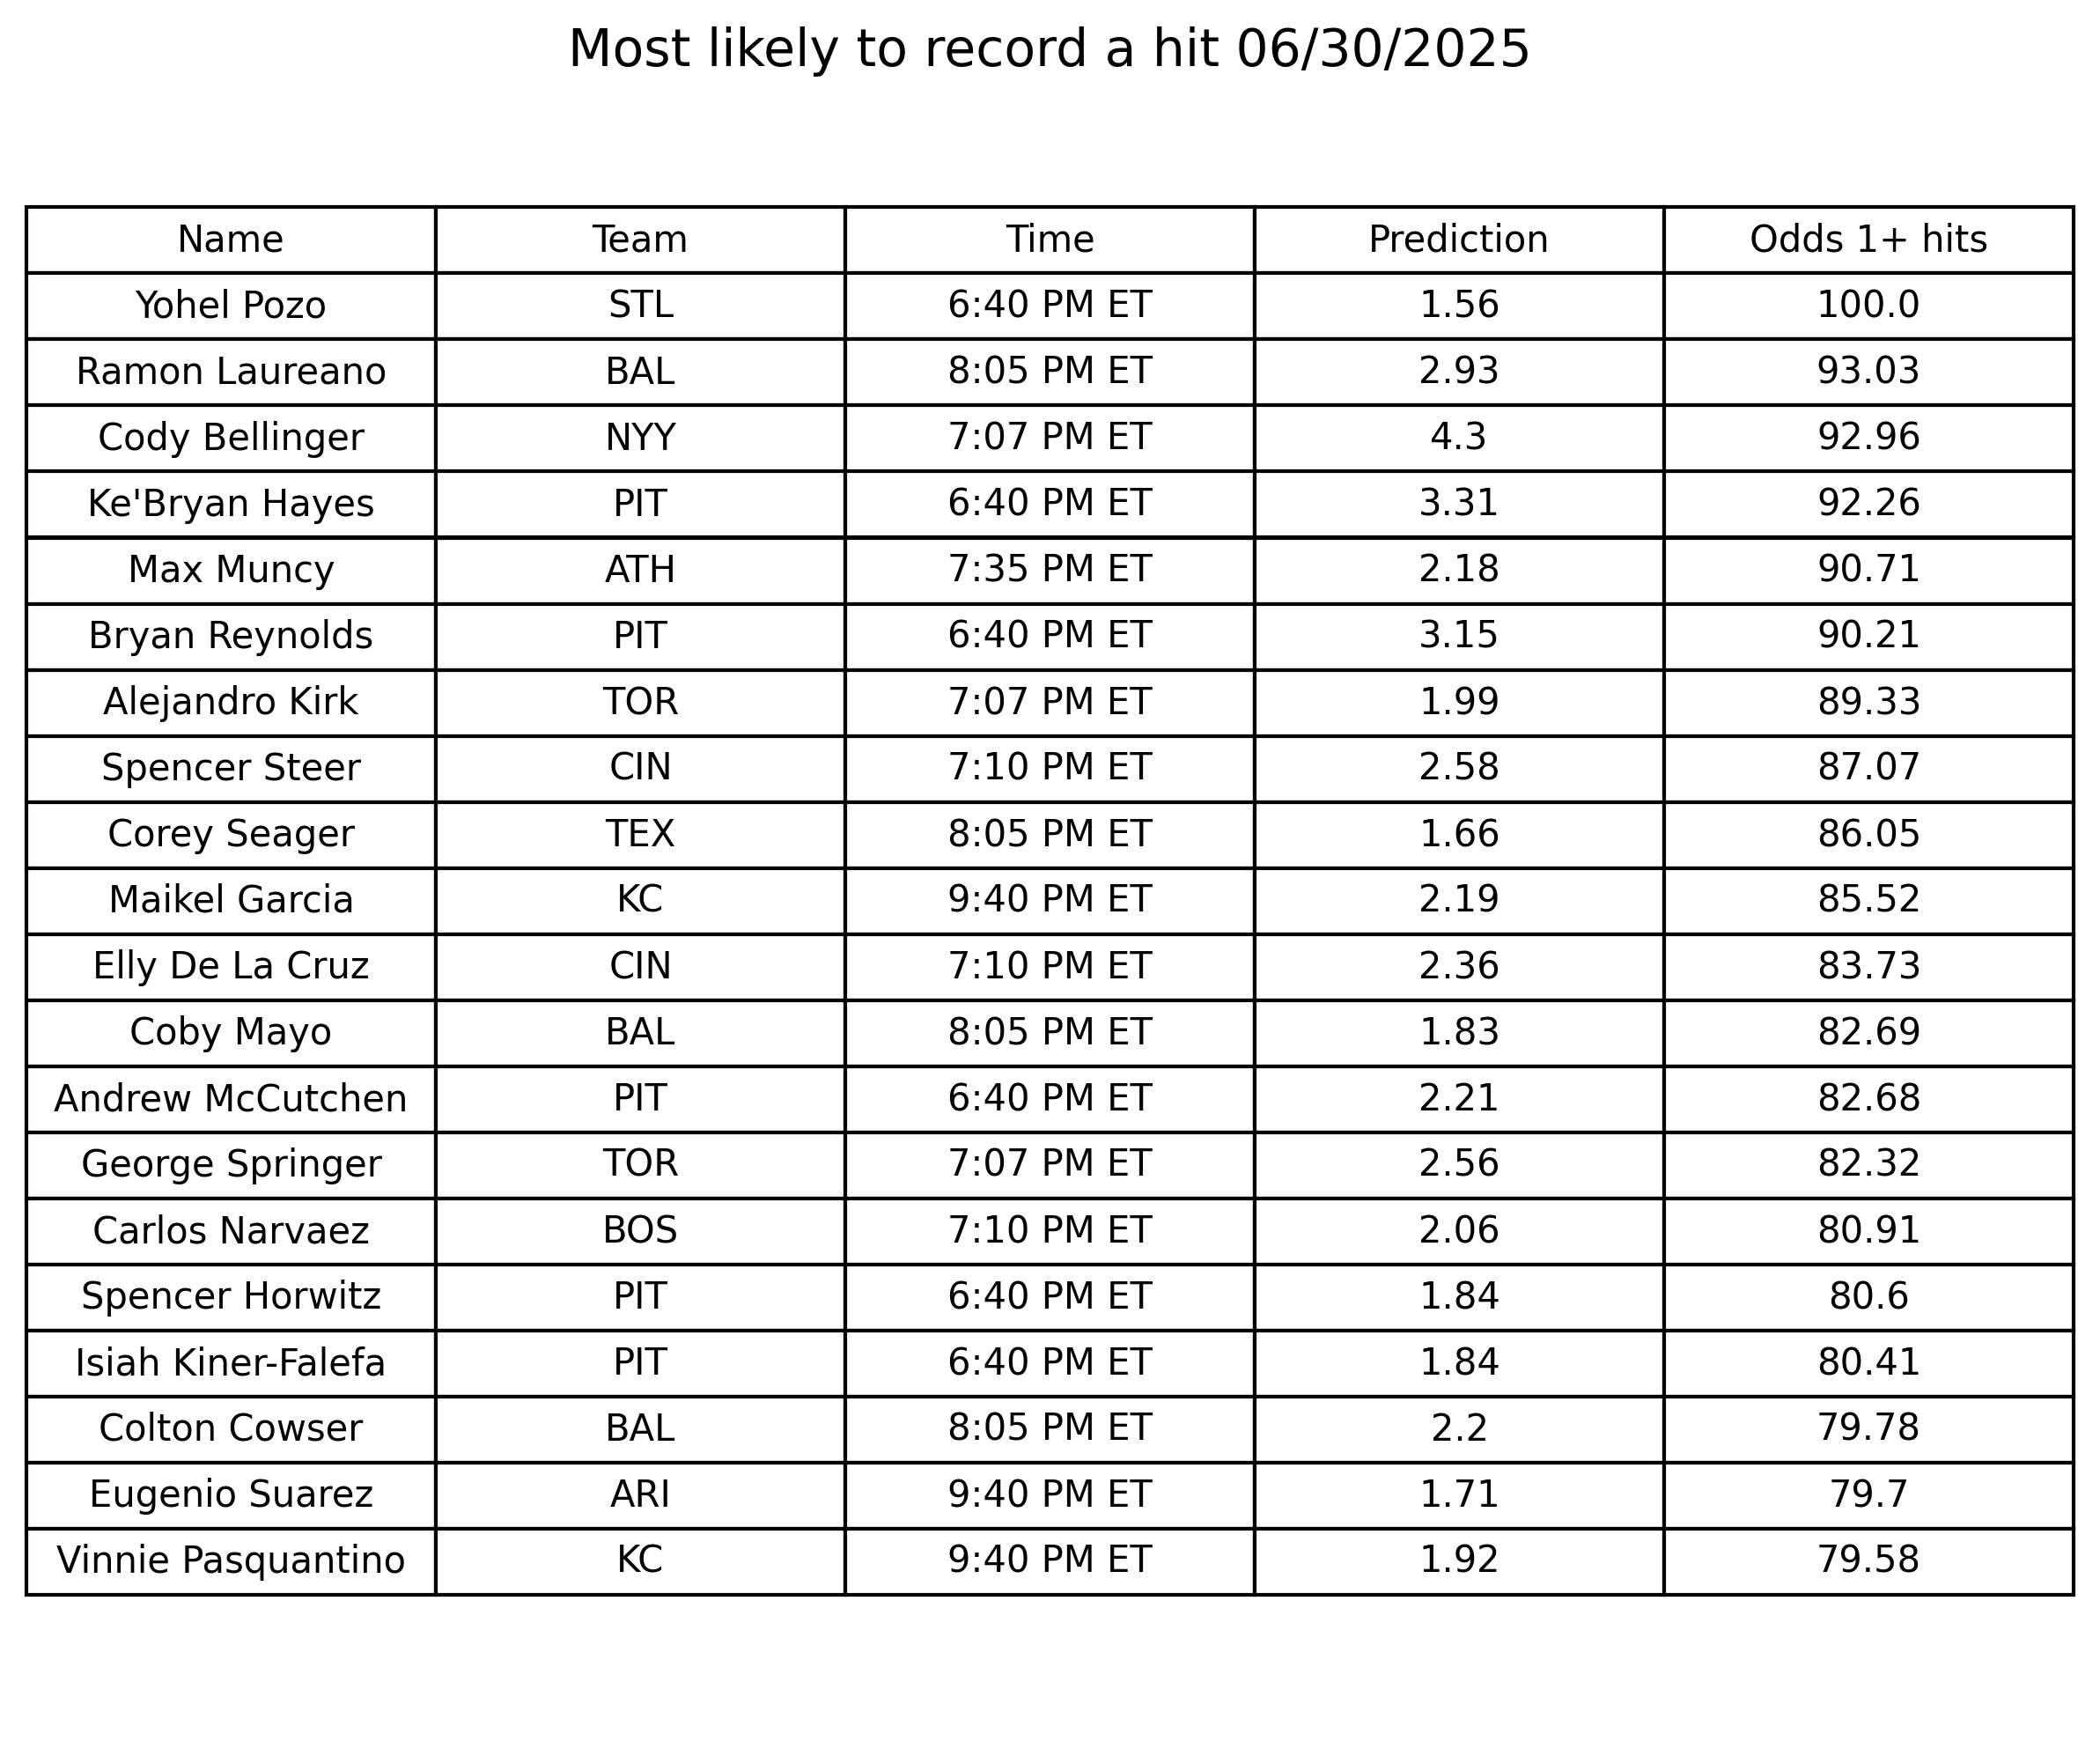 Most likely to record a hit 06/30/2025
Name Team Time Prediction Odds 1+ hits
Yohel Pozo STL 6:40 PM ET 1.56 100.0
Ramon Laureano BAL 8:05 PM ET 2.93 93.03
Cody Bellinger NYY 7:07 PM ET 4.3 92.96
Ke'Bryan Hayes PIT 6:40 PM ET 3.31 92.26
Max Muncy ATH 7:35 PM ET 2.18 90.71
Bryan Reynolds PIT 6:40 PM ET 3.15 90.21
Alejandro Kirk TOR 7:07 PM ET 1.99 89.33
Spencer Steer CIN 7:10 PM ET 2.58 87.07
Corey Seager TEX 8:05 PM ET 1.66 86.05
Maikel Garcia KC 9:40 PM ET 2.19 85.52
Elly De La Cruz CIN 7:10 PM ET 2.36 83.73
Coby Mayo BAL 8:05 PM ET 1.83 82.69
Andrew McCutchen PIT 6:40 PM ET 2.21 82.68
George Springer TOR 7:07 PM ET 2.56 82.32
Carlos Narvaez BOS 7:10 PM ET 2.06 80.91
Spencer Horwitz PIT 6:40 PM ET 1.84 80.6
Isiah Kiner-Falefa PIT 6:40 PM ET 1.84 80.41
Colton Cowser BAL 8:05 PM ET 2.2 79.78
Eugenio Suarez ARI 9:40 PM ET 1.71 79.7
Vinnie Pasquantino KC 9:40 PM ET 1.92 79.58